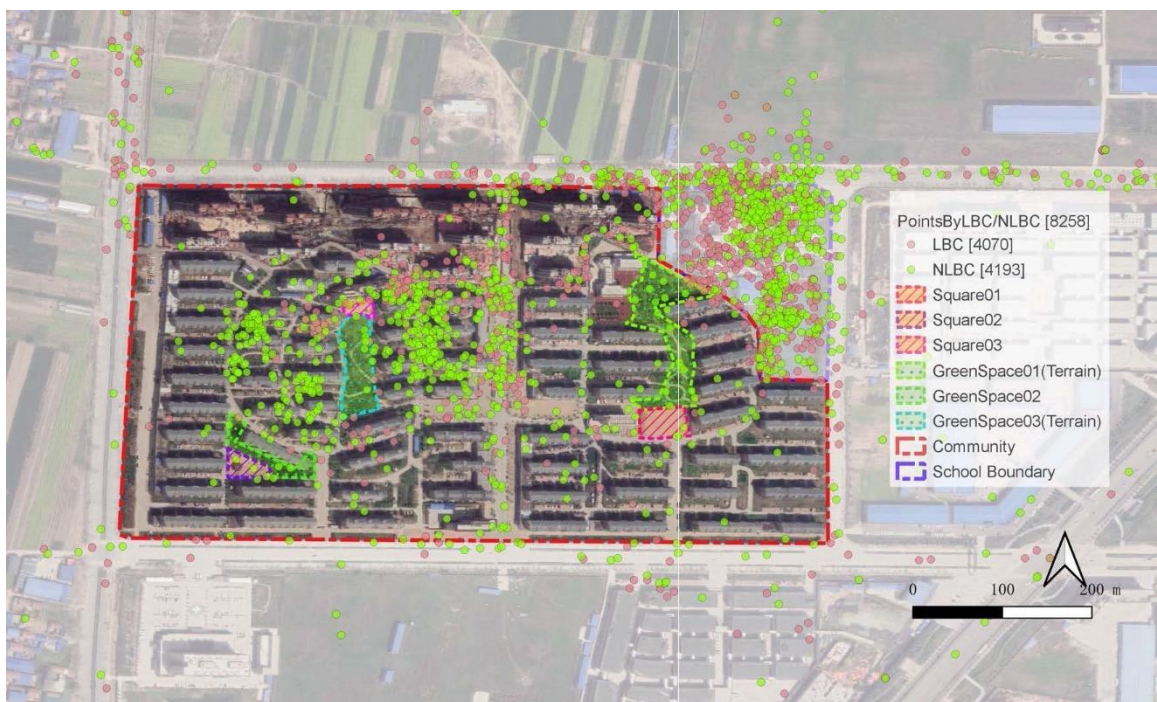 PointsByLBC/NLBC [8258]
LBC [4070]
NLBC [4193]
Square01
Square02
Square03
GreenSpace01(Terrain)
GreenSpace02
GreenSpace03(Terrain)
Community
School Boundary
0 100 200 m